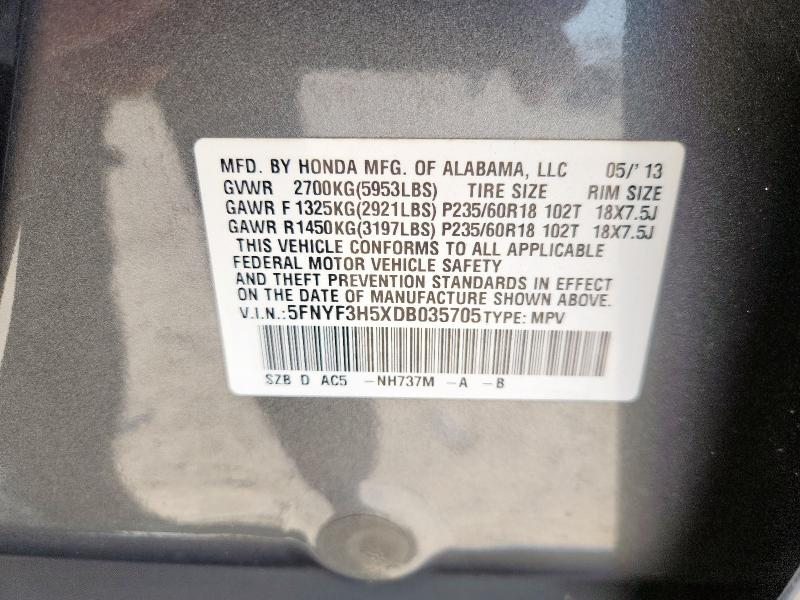 MFD. BY HONDA MFG. OF ALABAMA, LLC 05/'13
GVWR 2700KG(5953LBS) TIRE SIZE RIM SIZE
GAWR F 1325KG(2921LBS) P235/60R18 102T 18X7.5J
GAWR R1450KG(3197LBS) P235/60R18 102T 18X7.5J
THIS VEHICLE CONFORMS TO ALL APPLICABLE
FEDERAL MOTOR VEHICLE SAFETY
AND THEFT PREVENTION STANDARDS IN EFFECT
ON THE DATE OF MANUFACTURE SHOWN ABOVE.
V.I.N.:5FNYF3H5XDB035705 TYPE: MPV
SZB D AC5 -NH737M -A -B